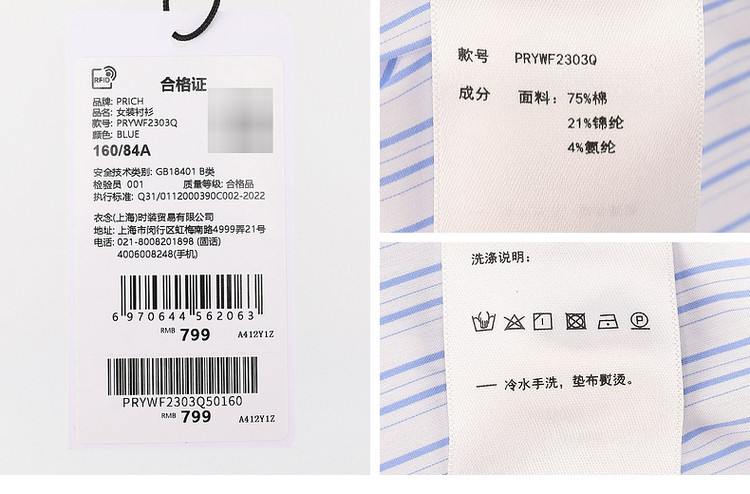 RFID
合格证
品牌: PRICH
品名: 女装衬衫
款号: PRYWF2303Q
颜色: BLUE
160/84A
安全技术类别: GB18401 B类
检验员 001 质量等级: 合格品
执行标准: Q31/0112000390C002-2022
衣念(上海)时装贸易有限公司
地址: 上海市闵行区虹梅南路4999弄21号
电话: 021-8008201898 (固话)
4006008248(手机)
6 970644 562063
RMB 799 A412Y1Z
PRYWF2303Q50160
RMB 799 A412Y1Z
款号 PRYWF2303Q
成分 面料: 75%棉
21%锦纶
4%氨纶
洗涤说明:
P
一 冷水手洗, 垫布熨烫。